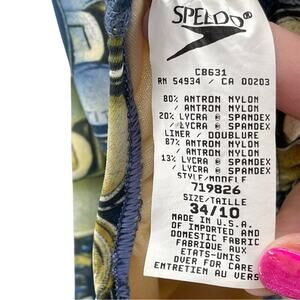 SPEEDO
C8631
RN 54934 / CA 00203
80% ANTRON NYLON
/ ANTRON NYLON
20% LYCRA ® SPANDEX
/ LYCRA ® SPANDEX
LINER / DOUBLURE
87% ANTRON NYLON
/ ANTRON NYLON
13% LYCRA ® SPANDEX
/ LYCRA ® SPANDEX
STYLE/MODELE
719826
SIZE/TAILLE
34/10
MADE IN U.S.A.
OF IMPORTED AND
DOMESTIC FABRIC
FABRIQUE AUX
ETATS-UNIS
OVER FOR CARE
ENTRETIEN AU VERS